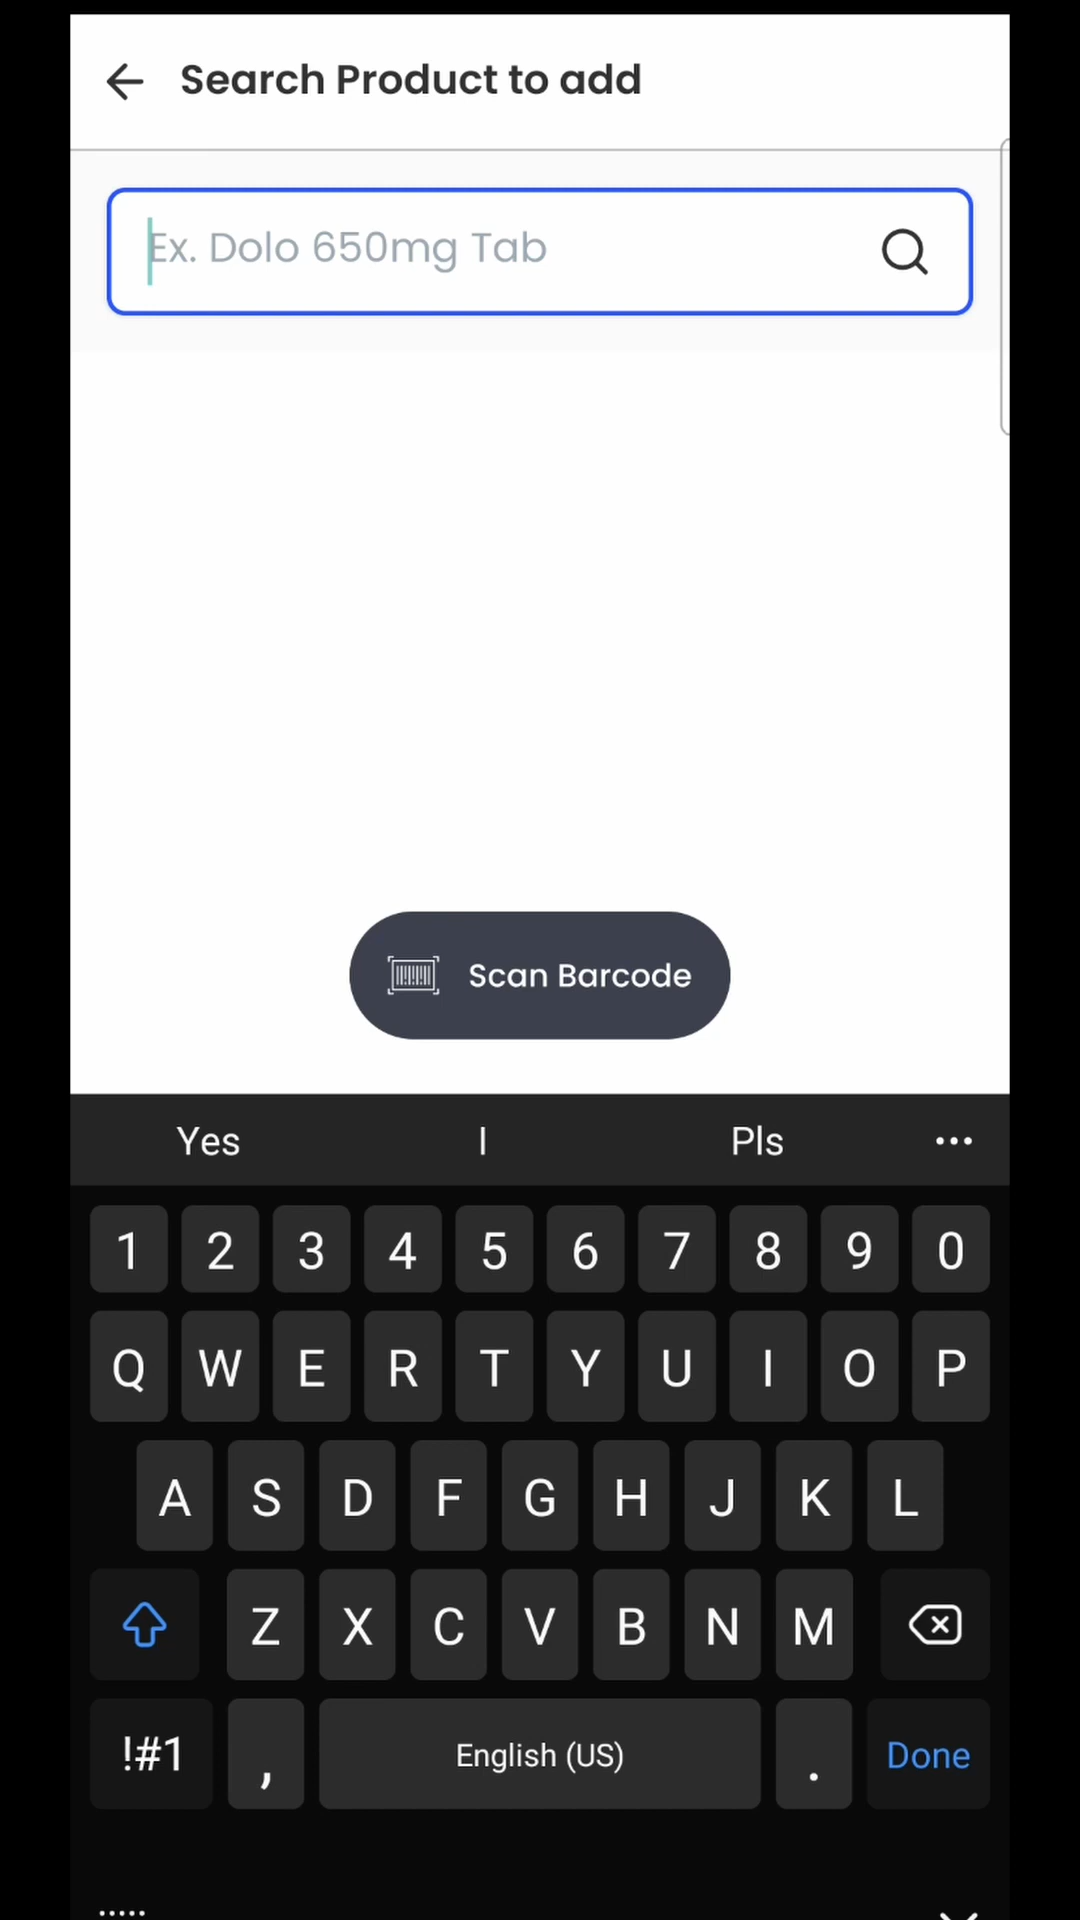 Search Product to add
Ex. Dolo 650mg Tab
Scan Barcode
Yes I Pls ...
1 2 3 4 5 6 7 8 9 0
Q W E R T Y U I O P
A S D F G H J K L
Z X C V B N M
!#1 , English (US) . Done